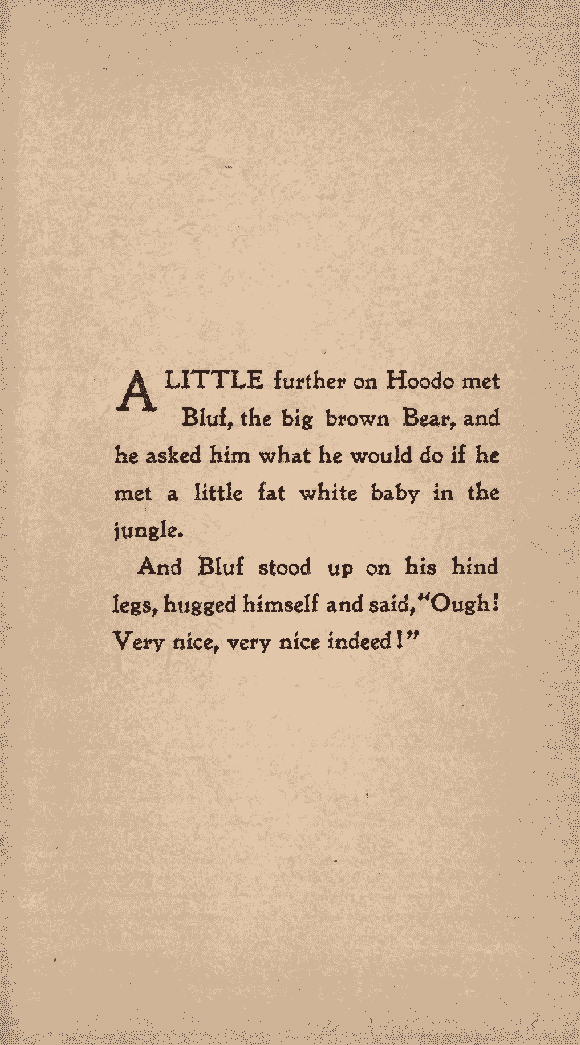 A LITTLE further on Hoodo met
Bluf, the big brown Bear, and
he asked him what he would do if he
met a little fat white baby in the
jungle.
And Bluf stood up on his hind
legs, hugged himself and said, "Ough!
Very nice, very nice indeed!"